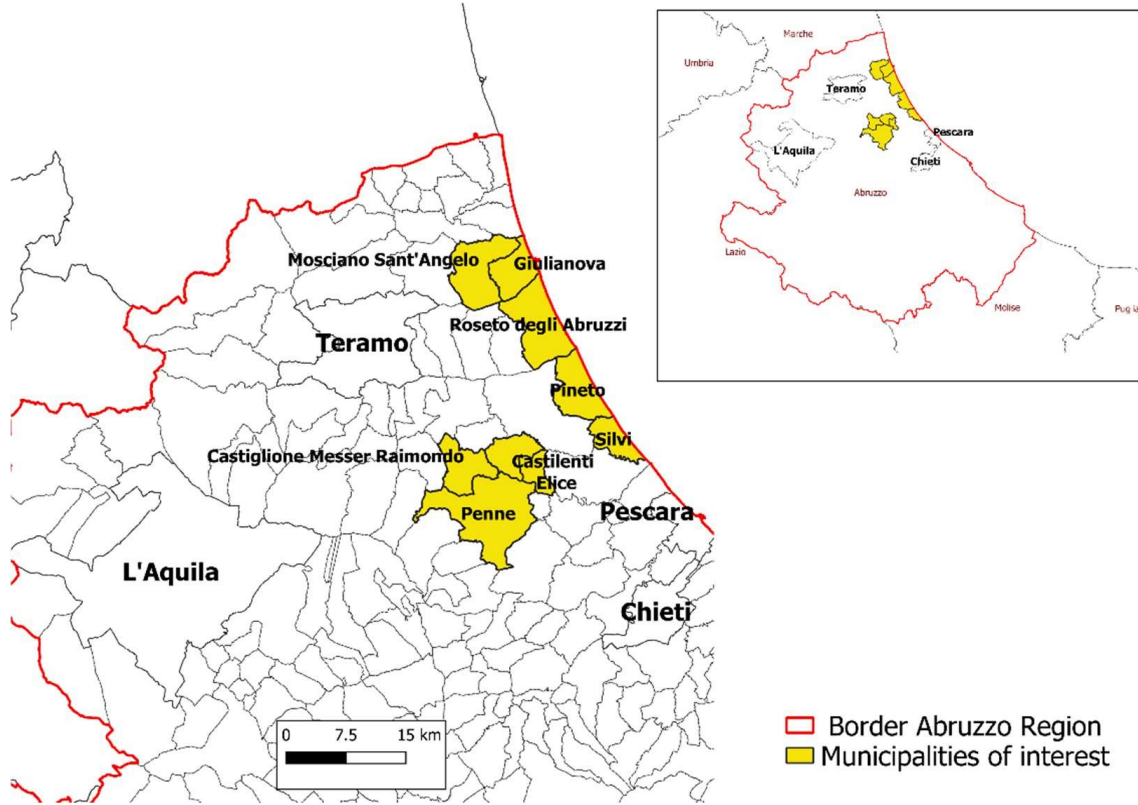 Marche
Umbria
Teramo
Pescara
L'Aquila
Chieti
Abruzzo
Lazio
Molise
Puglia
Mosciano Sant'Angelo
Giulianova
Roseto degli Abruzzi
Teramo
Pineto
Silvi
Castiglione Messer Raimondo
Castilenti
Elice
Penne
Pescara
L'Aquila
Chieti
0 7.5 15 km
Border Abruzzo Region
Municipalities of interest